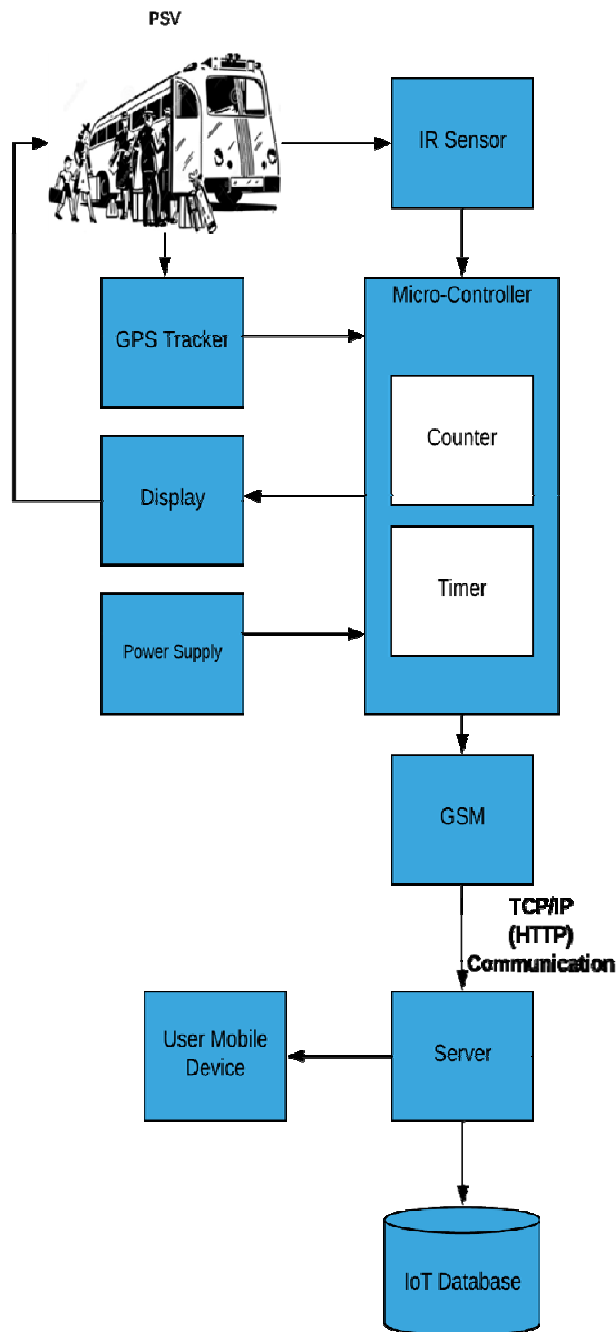 PSV
IR Sensor
Micro-Controller
GPS Tracker
Counter
Display
Timer
Power Supply
GSM
TCP/IP
(HTTP)
Communication
User Mobile
Device
Server
IoT Database